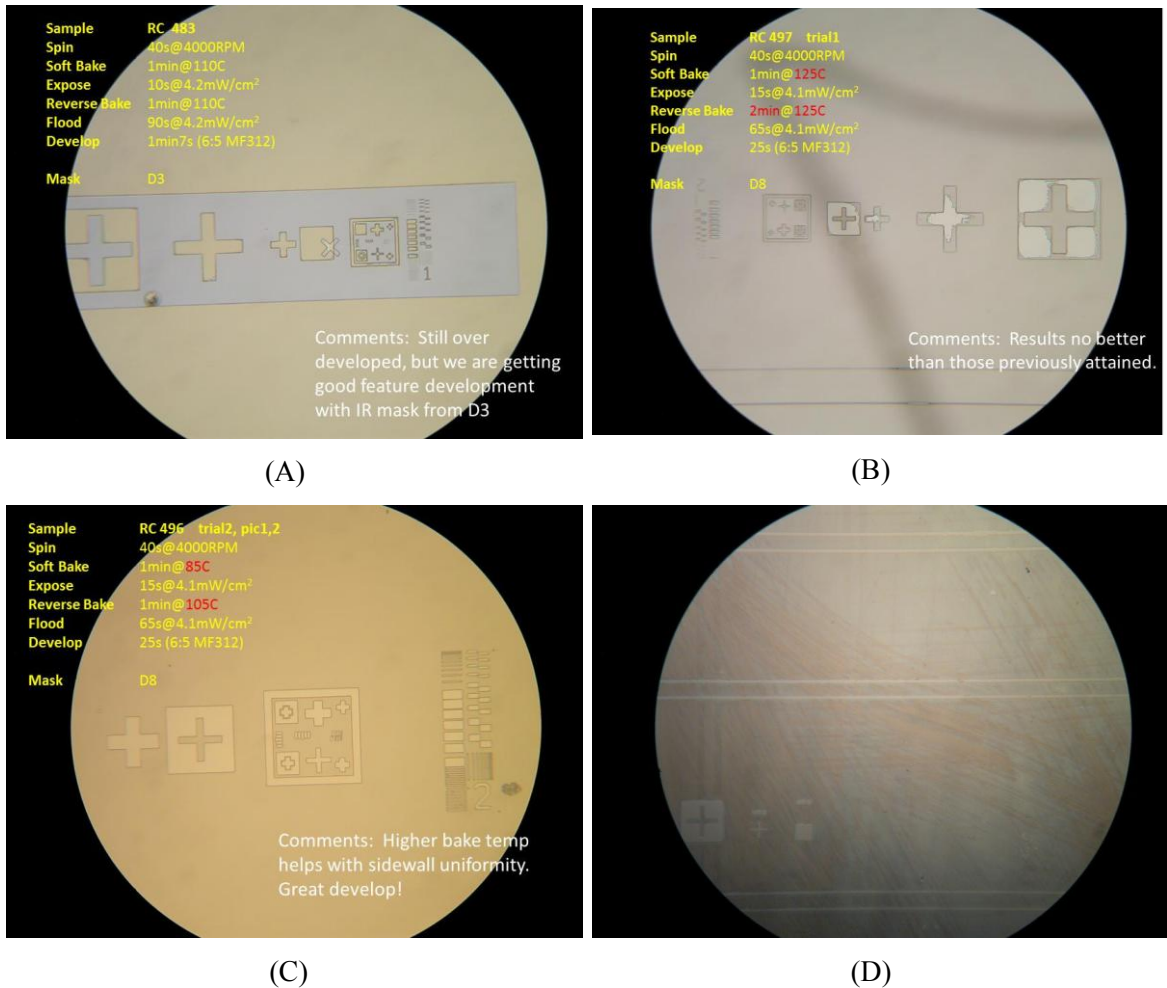 Sample RC 483
Spin 40s@4000RPM
Soft Bake 1min@110C
Expose 10s@4.2mW/cm²
Reverse Bake 1min@110C
Flood 90s@4.2mW/cm²
Develop 1min7s (6:5 MF312)
Mask D3
1
Comments: Still over
developed, but we are getting
good feature development
with IR mask from D3
(A)
Sample RC 497 trial1
Spin 40s@4000RPM
Soft Bake 1min@125C
Expose 15s@4.1mW/cm²
Reverse Bake 2min@125C
Flood 65s@4.1mW/cm²
Develop 25s (6:5 MF312)
Mask D8
Comments: Results no better
than those previously attained.
(B)
Sample RC 496 trial2, pic1,2
Spin 40s@4000RPM
Soft Bake 1min@85C
Expose 15s@4.1mW/cm²
Reverse Bake 1min@105C
Flood 65s@4.1mW/cm²
Develop 25s (6:5 MF312)
Mask D8
2
Comments: Higher bake temp
helps with sidewall uniformity.
Great develop!
(C)
(D)